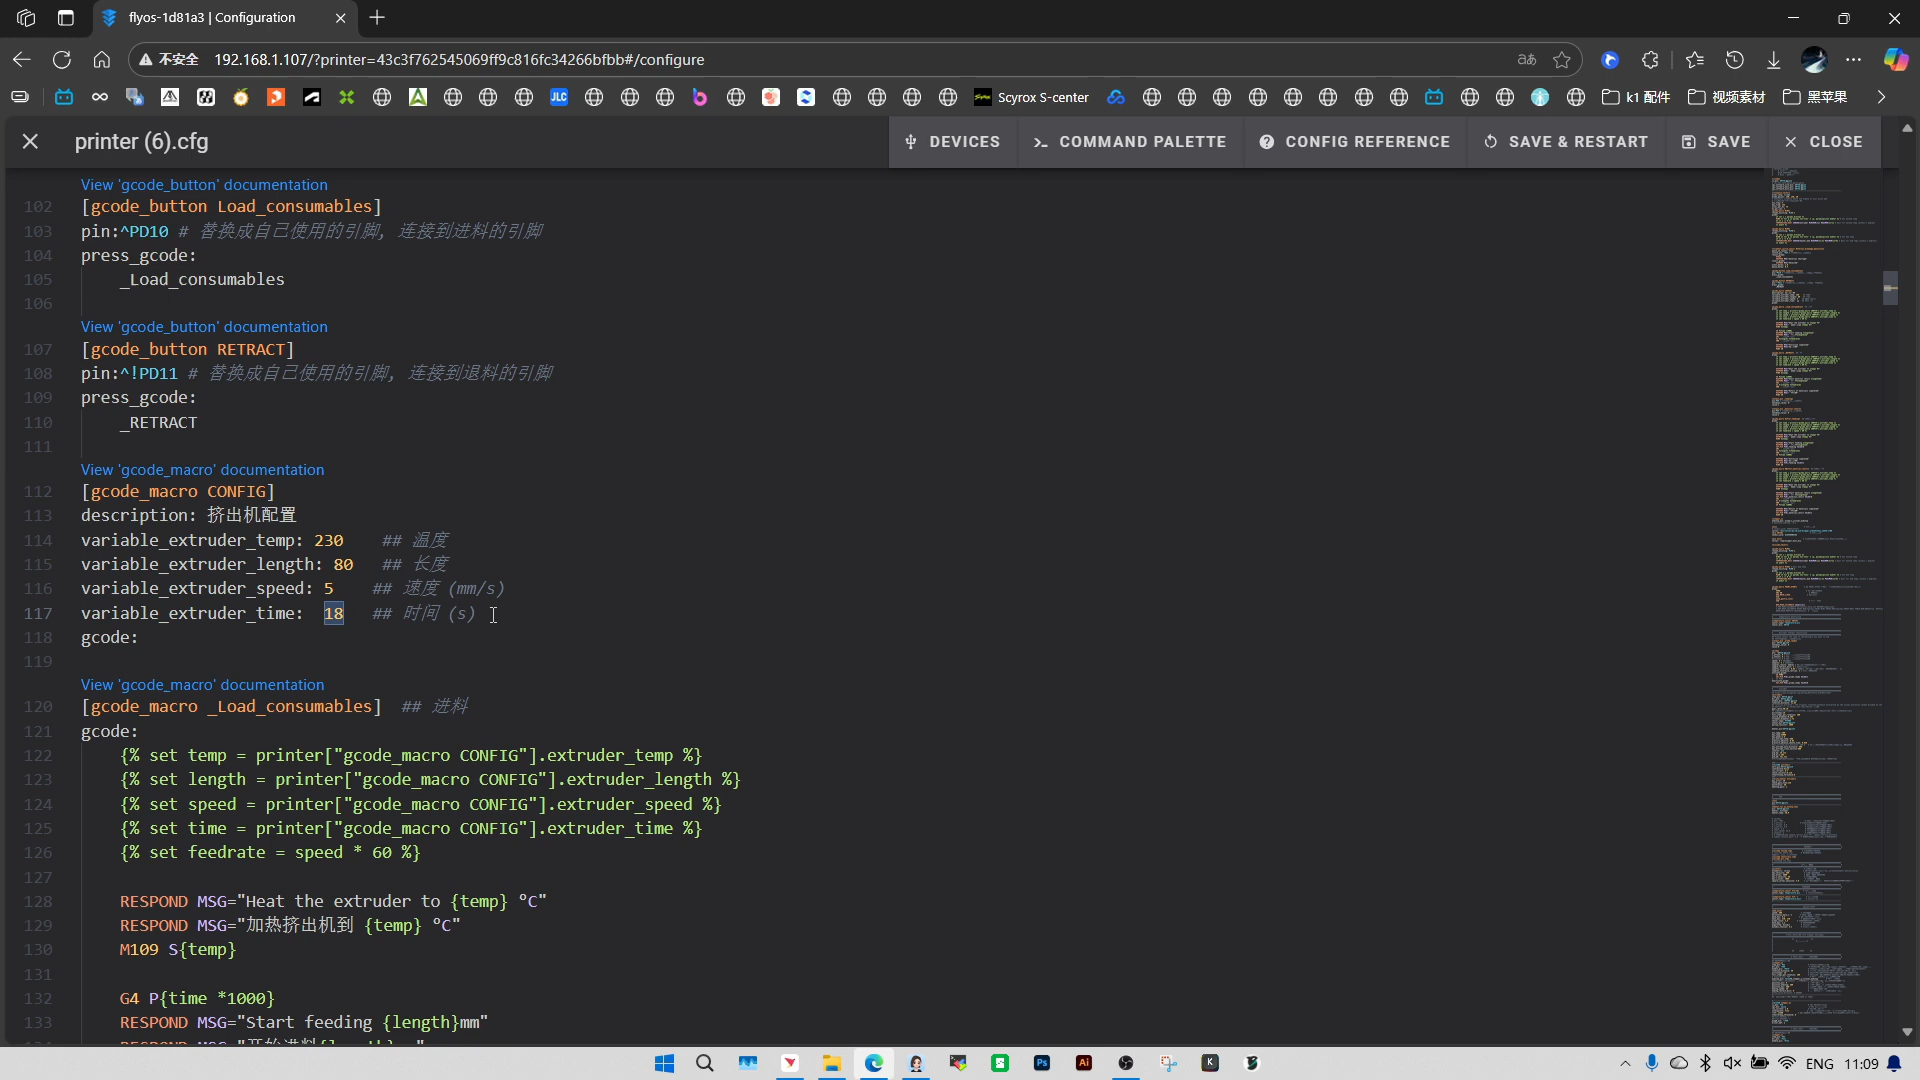 flyos-1d81a3 | Configuration
不安全 192.168.1.107/?printer=43c3f762545069ff9c816fc34266bfbb#/configure
Scyrox S-center
k1 配件
视频素材
黑苹果
printer (6).cfg
DEVICES
COMMAND PALETTE
CONFIG REFERENCE
SAVE & RESTART
SAVE
CLOSE
View 'gcode_button' documentation
102 [gcode_button Load_consumables]
103 pin:^PD10 # 替换成自己使用的引脚, 连接到进料的引脚
104 press_gcode:
105 _Load_consumables
106
View 'gcode_button' documentation
107 [gcode_button RETRACT]
108 pin:^!PD11 # 替换成自己使用的引脚, 连接到退料的引脚
109 press_gcode:
110 _RETRACT
111
View 'gcode_macro' documentation
112 [gcode_macro CONFIG]
113 description: 挤出机配置
114 variable_extruder_temp: 230 ## 温度
115 variable_extruder_length: 80 ## 长度
116 variable_extruder_speed: 5 ## 速度 (mm/s)
117 variable_extruder_time: 18 ## 时间 (s)
118 gcode:
119
View 'gcode_macro' documentation
120 [gcode_macro _Load_consumables] ## 进料
121 gcode:
122 {% set temp = printer["gcode_macro CONFIG"].extruder_temp %}
123 {% set length = printer["gcode_macro CONFIG"].extruder_length %}
124 {% set speed = printer["gcode_macro CONFIG"].extruder_speed %}
125 {% set time = printer["gcode_macro CONFIG"].extruder_time %}
126 {% set feedrate = speed * 60 %}
127
128 RESPOND MSG="Heat the extruder to {temp} °C"
129 RESPOND MSG="加热挤出机到 {temp} °C"
130 M109 S{temp}
131
132 G4 P{time *1000}
133 RESPOND MSG="Start feeding {length}mm"
ENG 11:09